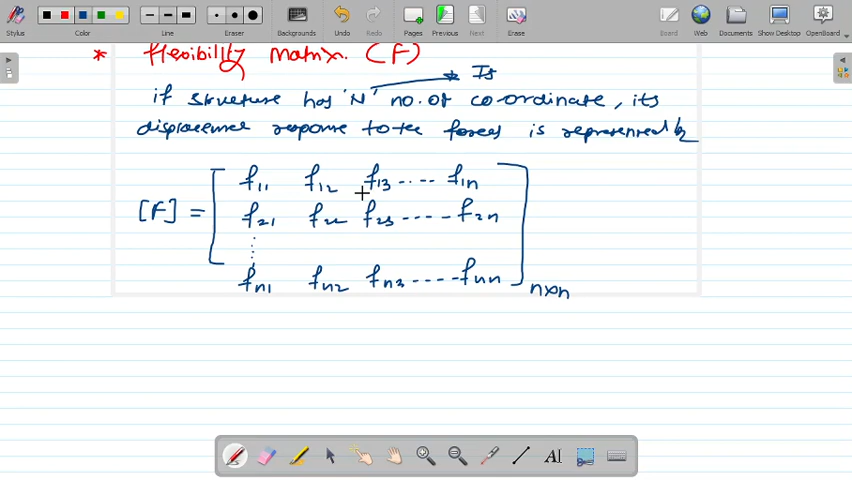 Stylus Color Line Eraser Backgrounds Undo Redo Pages Previous Next Erase Board Web Documents Show Desktop OpenBoard
* flexibility Matrix. (F)
Is
if structure has 'N' no. of co-ordinate, its
displacement response to the forces is represented by
[F] = f11 f12 f13 .... f1n
f21 f22 f23 .... f2n
⋮
fn1 fn2 fn3 .... fnn
n×n
AI